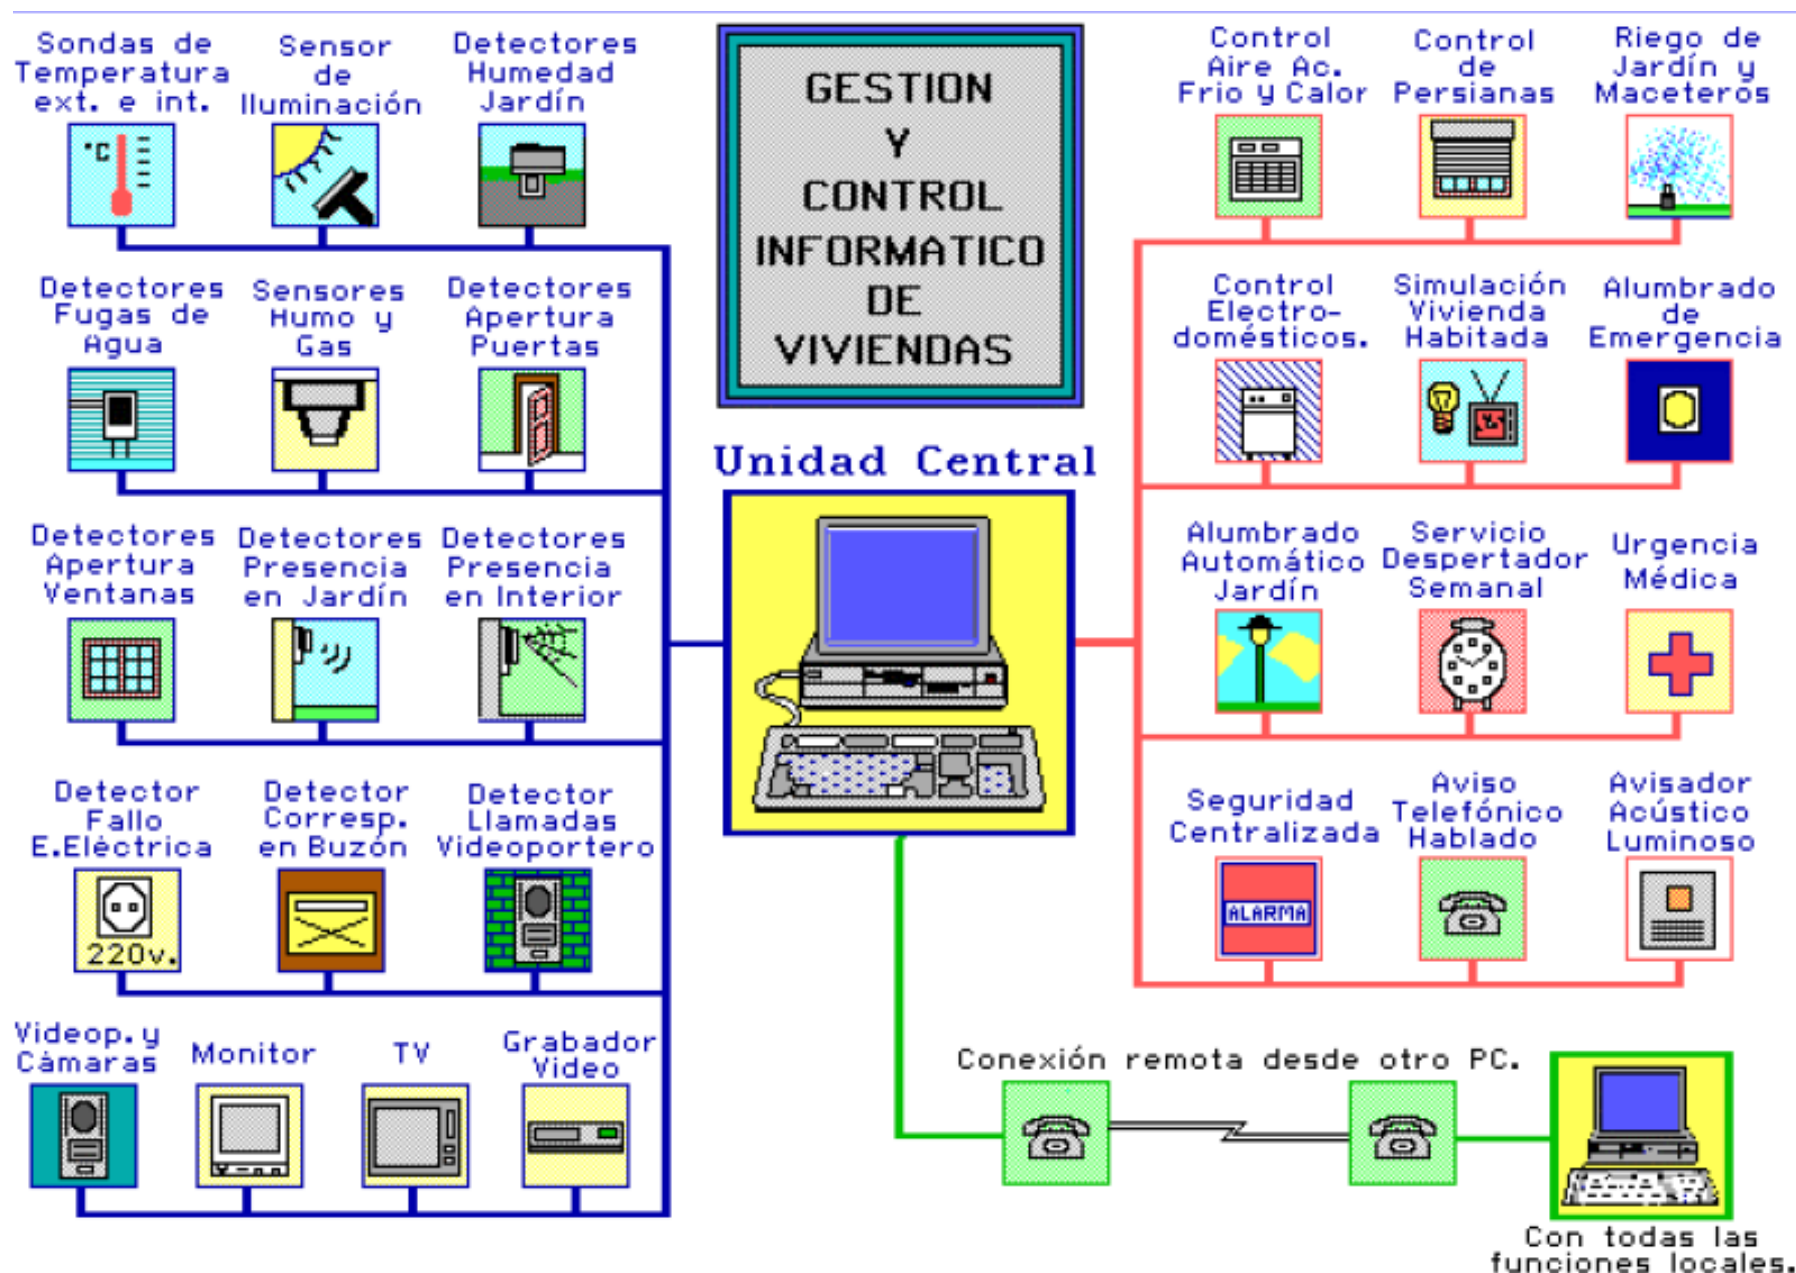 Sondas de
Temperatura
ext. e int.
Sensor
de
Iluminación
Detectores
Humedad
Jardín
°C
GESTION
Y
CONTROL
INFORMATICO
DE
VIVIENDAS
Control
Aire Ac.
Frio y Calor
Control
de
Persianas
Riego de
Jardín y
Maceteros
Detectores
Fugas de
Agua
Sensores
Humo y
Gas
Detectores
Apertura
Puertas
Control
Electro-
domésticos.
Simulación
Vivienda
Habitada
Alumbrado
de
Emergencia
Unidad Central
Detectores
Apertura
Ventanas
Detectores
Presencia
en Jardín
Detectores
Presencia
en Interior
Alumbrado
Automático
Jardín
Servicio
Despertador
Semanal
Urgencia
Médica
Detector
Fallo
E.Eléctrica
220v.
Detector
Corresp.
en Buzón
Detector
Llamadas
Videoportero
Seguridad
Centralizada
ALARMA
Aviso
Telefónico
Hablado
Avisador
Acústico
Luminoso
Videop. y
Cámaras
Monitor
TV
Grabador
Video
Conexión remota desde otro PC.
Con todas las
funciones locales.